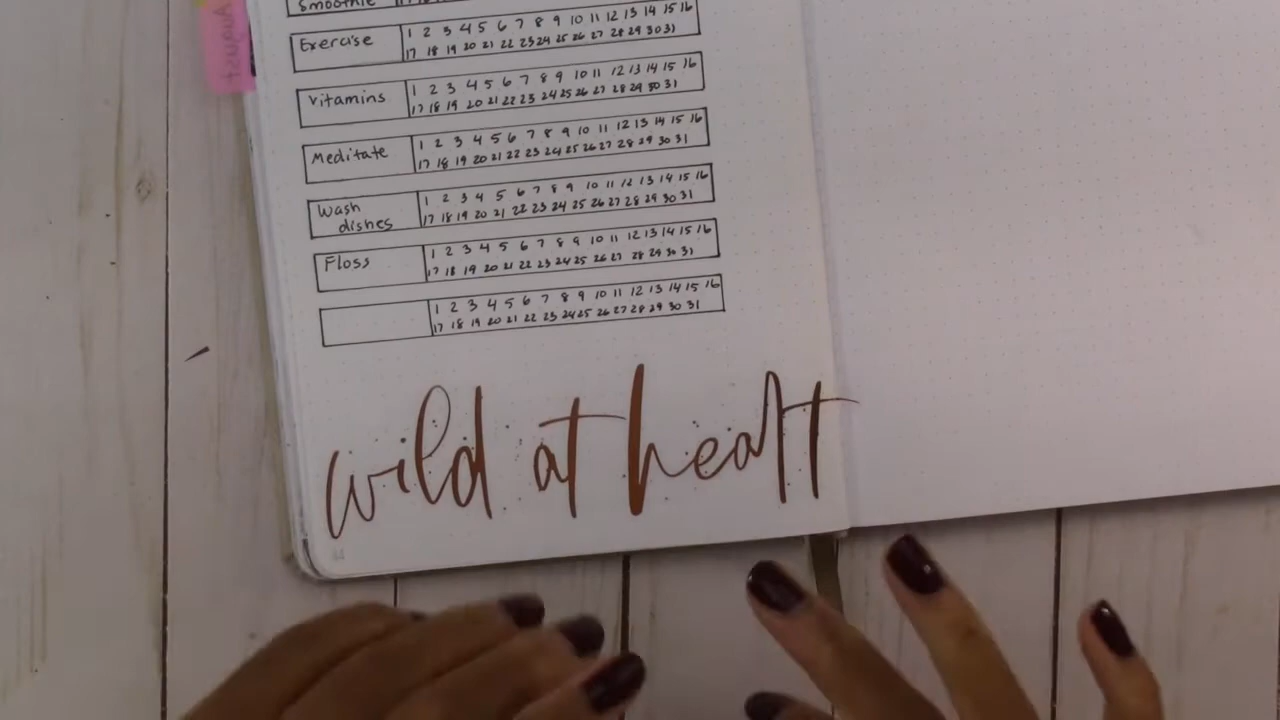 Smoothie
Exercise
1 2 3 4 5 6 7 8 9 10 11 12 13 14 15 16
17 18 19 20 21 22 23 24 25 26 27 28 29 30 31
Vitamins
1 2 3 4 5 6 7 8 9 10 11 12 13 14 15 16
17 18 19 20 21 22 23 24 25 26 27 28 29 30 31
Meditate
1 2 3 4 5 6 7 8 9 10 11 12 13 14 15 16
17 18 19 20 21 22 23 24 25 26 27 28 29 30 31
Wash
dishes
1 2 3 4 5 6 7 8 9 10 11 12 13 14 15 16
17 18 19 20 21 22 23 24 25 26 27 28 29 30 31
Floss
1 2 3 4 5 6 7 8 9 10 11 12 13 14 15 16
17 18 19 20 21 22 23 24 25 26 27 28 29 30 31
1 2 3 4 5 6 7 8 9 10 11 12 13 14 15 16
17 18 19 20 21 22 23 24 25 26 27 28 29 30 31
wild at heart
44